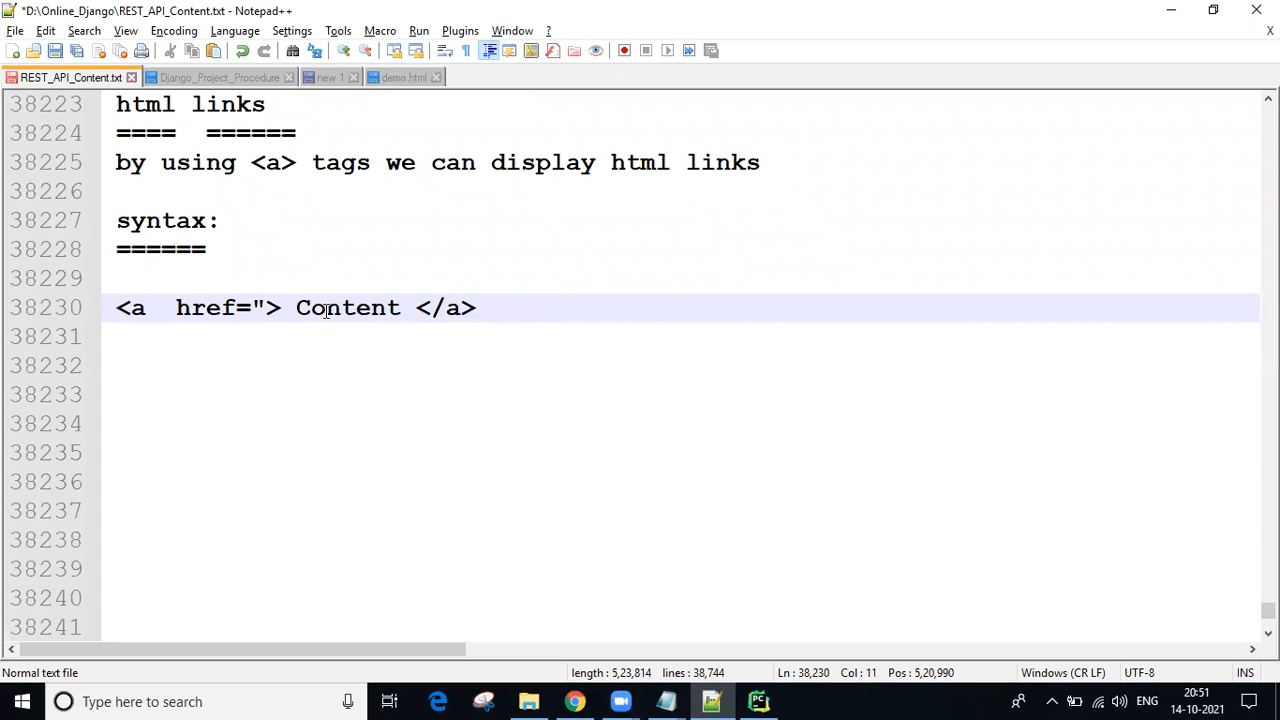 *D:\Online_Django\REST_API_Content.txt - Notepad++
File Edit Search View Encoding Language Settings Tools Macro Run Plugins Window ?
X
REST_API_Content.txt Django_Project_Procedure new 1 demo.html
38223 html links
38224 ==== ======
38225 by using <a> tags we can display html links
38226
38227 syntax:
38228 ======
38229
38230 <a  href="> Content </a>
38231
38232
38233
38234
38235
38236
38237
38238
38239
38240
38241
Normal text file length : 5,23,814 lines : 38,744 Ln : 38,230 Col : 11 Pos : 5,20,990 Windows (CR LF) UTF-8 INS
Type here to search ENG 20:51
14-10-2021